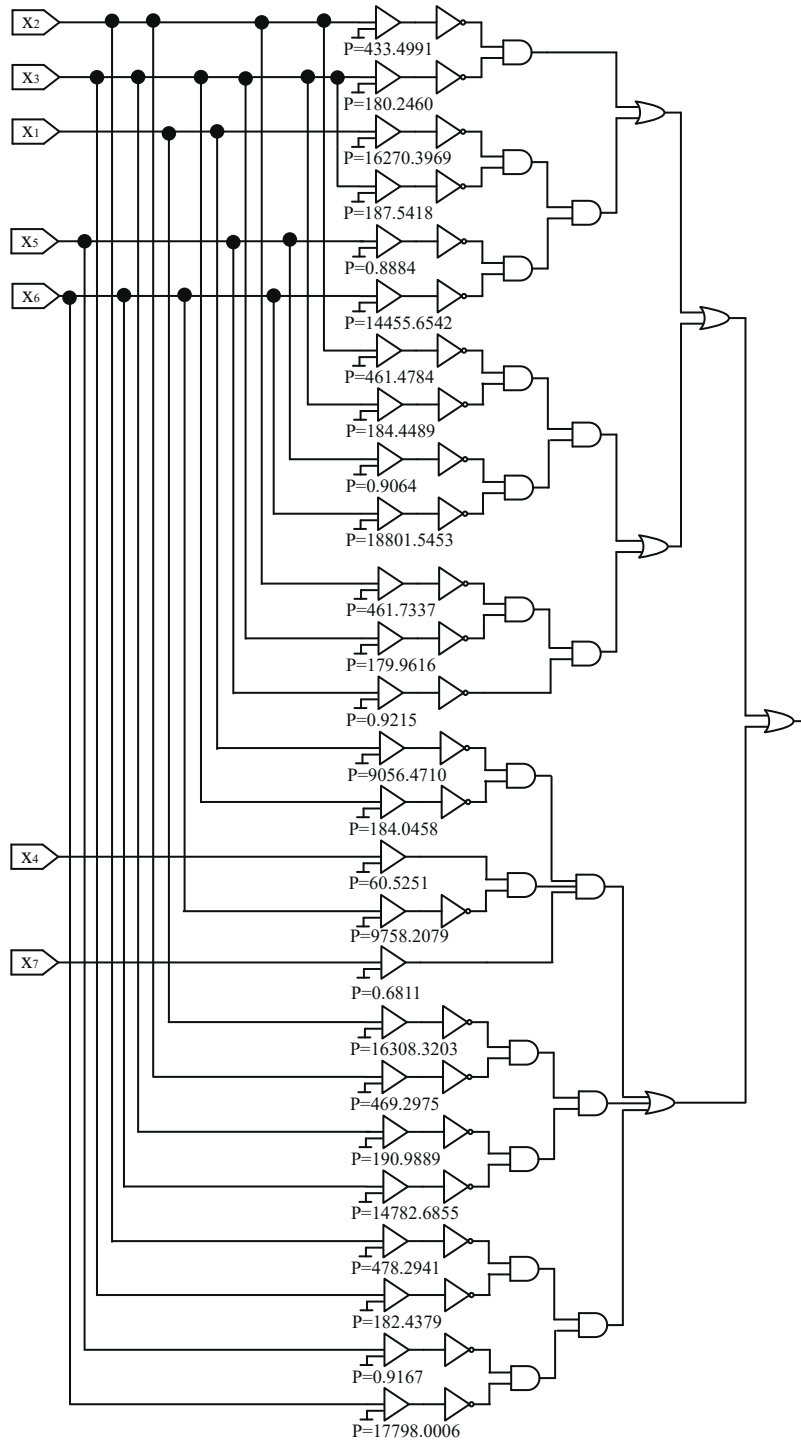 X2
P=433.4991
X3
P=180.2460
X1
P=16270.3969
P=187.5418
X5
P=0.8884
X6
P=14455.6542
P=461.4784
P=184.4489
P=0.9064
P=18801.5453
P=461.7337
P=179.9616
P=0.9215
P=9056.4710
P=184.0458
X4
P=60.5251
P=9758.2079
X7
P=0.6811
P=16308.3203
P=469.2975
P=190.9889
P=14782.6855
P=478.2941
P=182.4379
P=0.9167
P=17798.0006